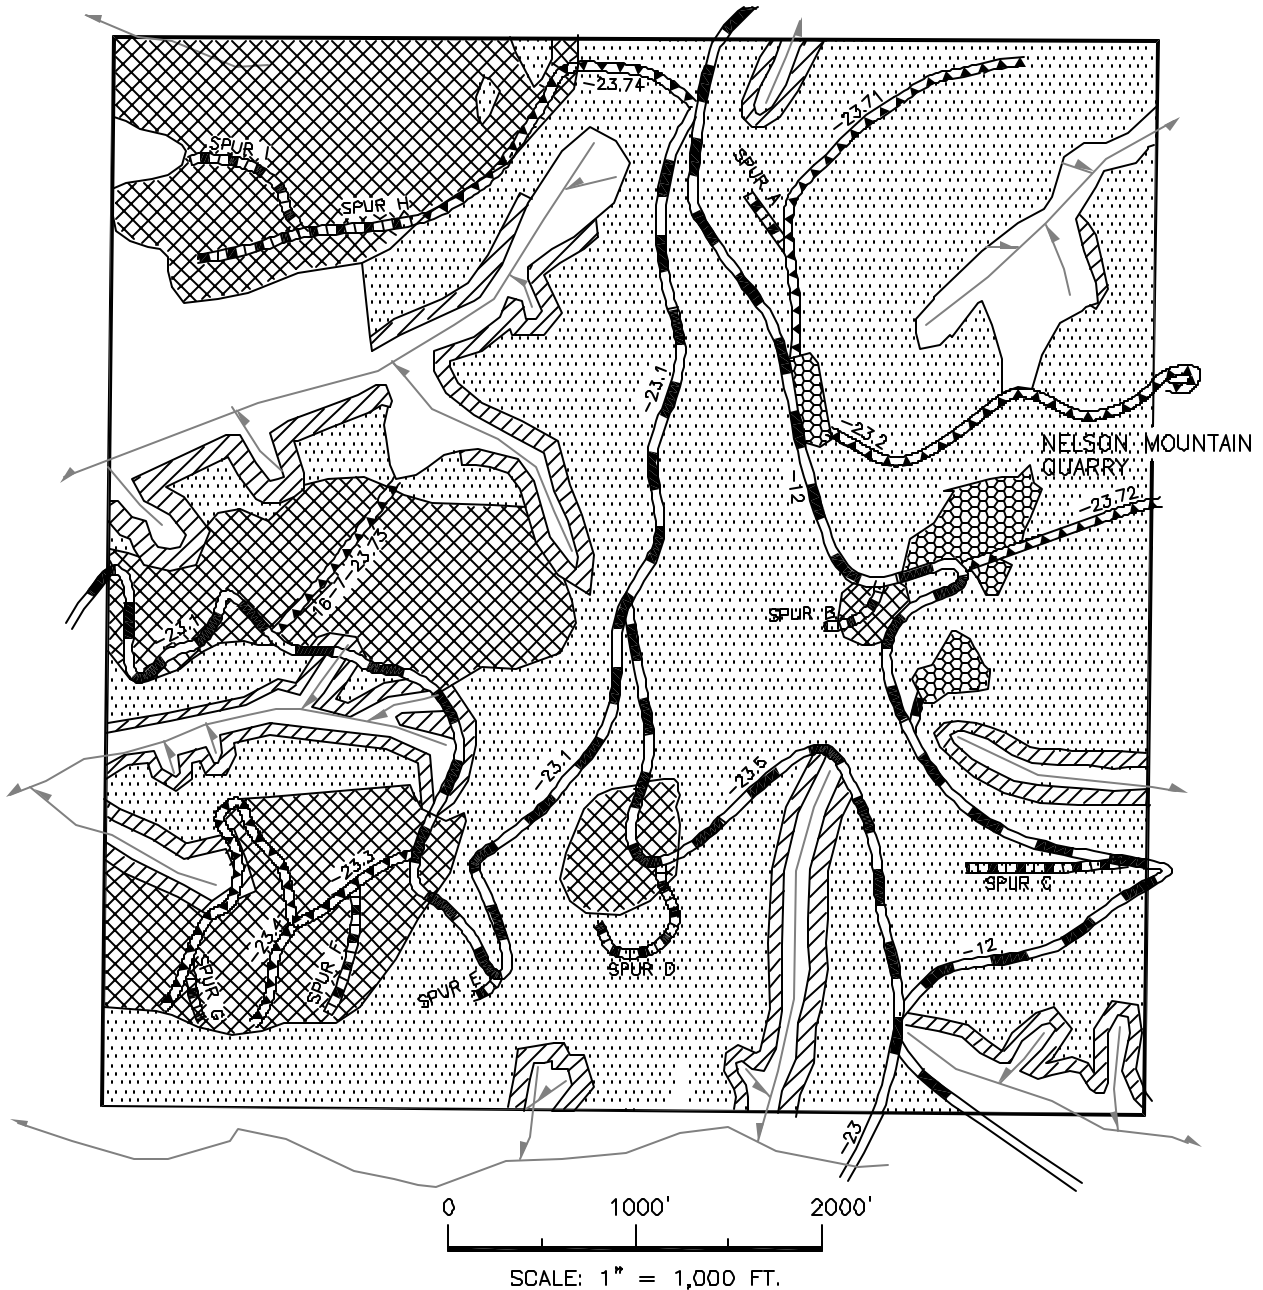 -23.74
-23.71
SPUR I
SPUR A
SPUR H
-23.1
-23.2
NELSON MOUNTAIN
QUARRY
-12
-23.72
-23.73
-16.1
SPUR B
-23.1
-23.1
-23.5
-23.3
SPUR C
-23.4
-12
SPUR D
SPUR F
SPUR E
SPUR G
-23
0 1000' 2000'
SCALE: 1" = 1,000 FT.